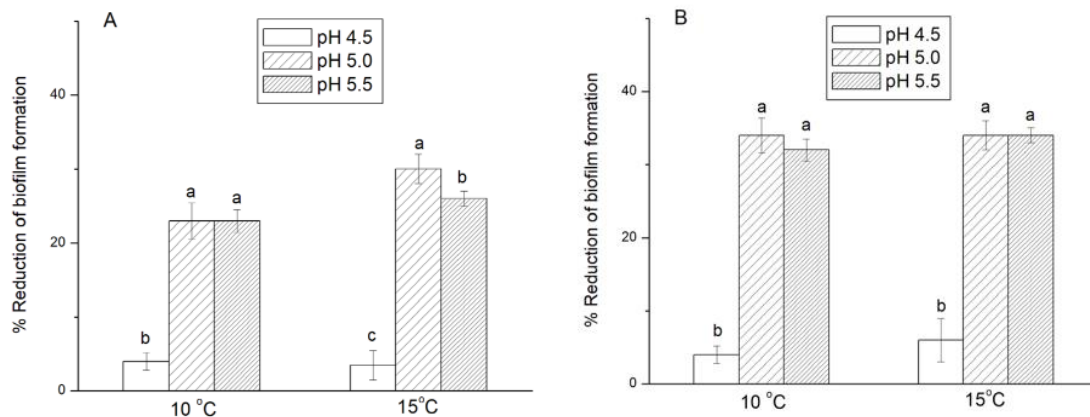 A
pH 4.5
pH 5.0
pH 5.5
% Reduction of biofilm formation
40
20
0
b
a
a
c
a
b
10 °C
15°C
B
pH 4.5
pH 5.0
pH 5.5
% Reduction of biofilm formation
40
20
0
b
a
a
b
a
a
10 °C
15°C